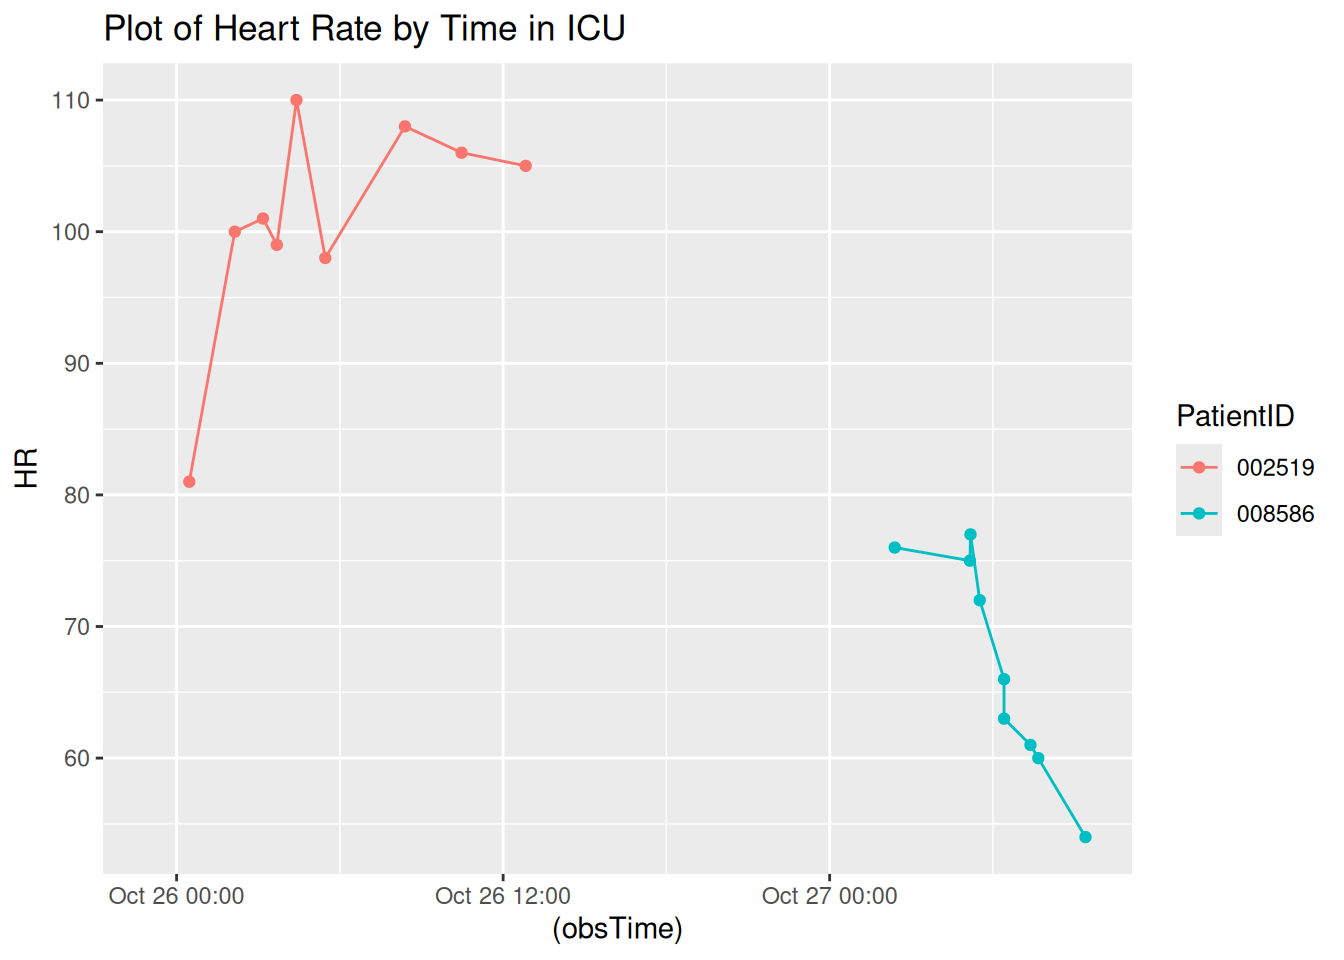 Plot of Heart Rate by Time in ICU
110
100
90
80
70
60
HR
Oct 26 00:00
Oct 26 12:00
Oct 27 00:00
(obsTime)
PatientID
002519
008586